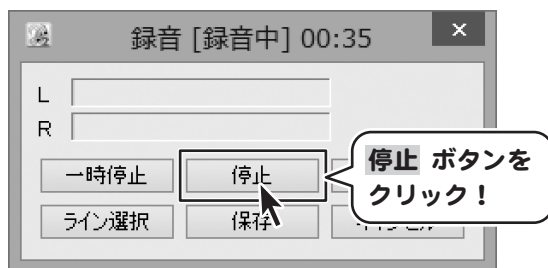 録音 [録音中] 00:35
L
R
一時停止 停止
停止 ボタンを
クリック！
ライン選択 保存